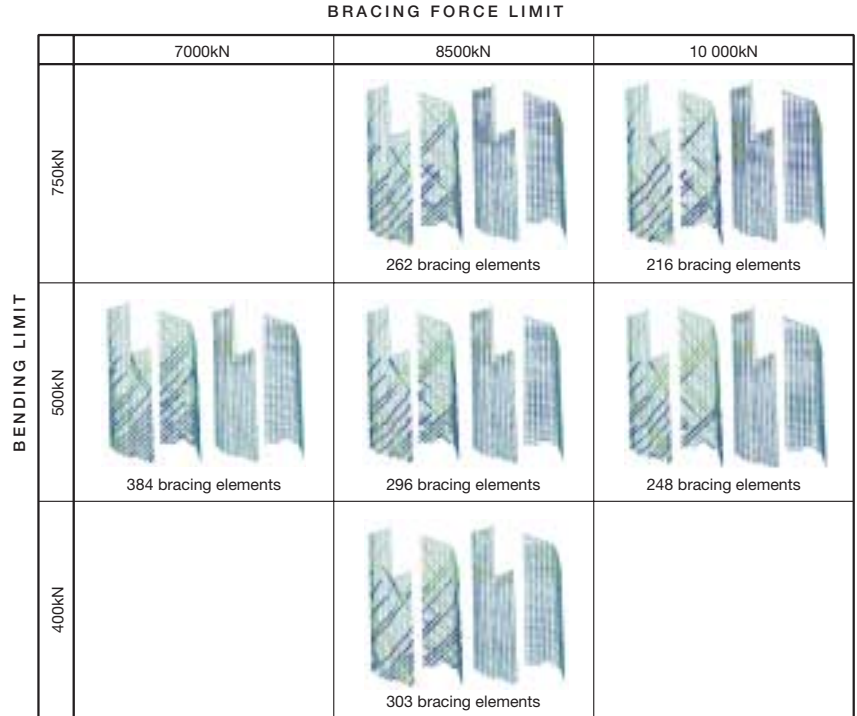 BRACING FORCE LIMIT
7000kN 8500kN 10 000kN
BENDING LIMIT
750kN
262 bracing elements 216 bracing elements
500kN
384 bracing elements 296 bracing elements 248 bracing elements
400kN
303 bracing elements